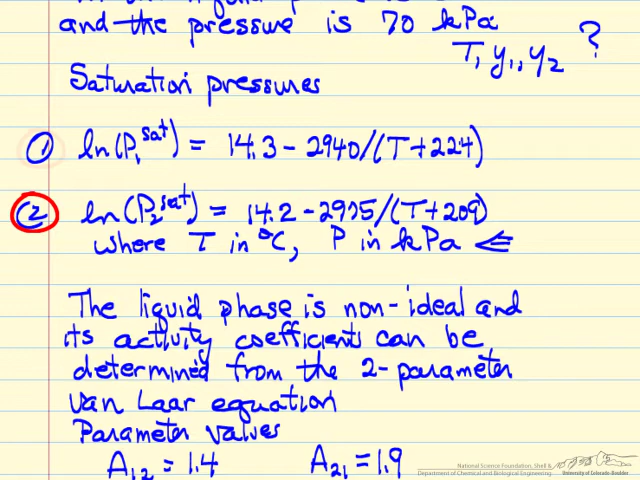 and the pressure is 70 kPa
T, y₁, y₂ ?
Saturation pressures
① ln(P₁ˢᵃᵗ) = 14.3 - 2940/(T+224)
② ln(P₂ˢᵃᵗ) = 14.2 - 2975/(T+209)
where T in °C, P in kPa ⇐
The liquid phase is non-ideal and
its activity coefficients can be
determined from the 2-parameter
van Laar equation
Parameter values
A₁₂ = 1.4 A₂₁ = 1.9
National Science Foundation, Shell &
Department of Chemical and Biological Engineering
University of Colorado-Boulder